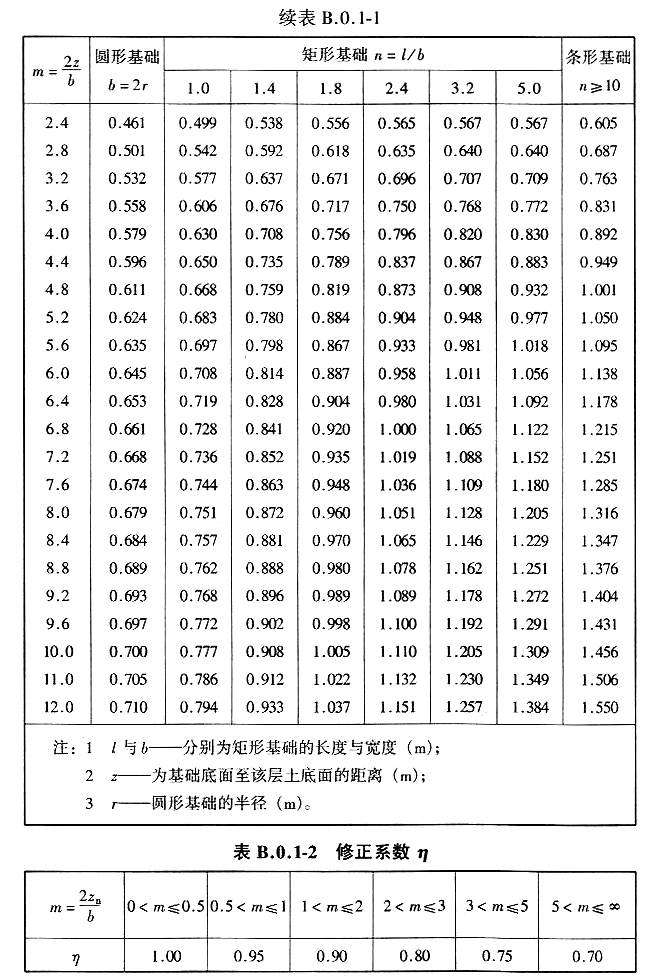 续表 B.0.1-1
m = 2z/b 圆形基础 b = 2r 矩形基础 n = l/b 条形基础 n ≥ 10
1.0 1.4 1.8 2.4 3.2 5.0
2.4 0.461 0.499 0.538 0.556 0.565 0.567 0.567 0.605
2.8 0.501 0.542 0.592 0.618 0.635 0.640 0.640 0.687
3.2 0.532 0.577 0.637 0.671 0.696 0.707 0.709 0.763
3.6 0.558 0.606 0.676 0.717 0.750 0.768 0.772 0.831
4.0 0.579 0.630 0.708 0.756 0.796 0.820 0.830 0.892
4.4 0.596 0.650 0.735 0.789 0.837 0.867 0.883 0.949
4.8 0.611 0.668 0.759 0.819 0.873 0.908 0.932 1.001
5.2 0.624 0.683 0.780 0.884 0.904 0.948 0.977 1.050
5.6 0.635 0.697 0.798 0.867 0.933 0.981 1.018 1.095
6.0 0.645 0.708 0.814 0.887 0.958 1.011 1.056 1.138
6.4 0.653 0.719 0.828 0.904 0.980 1.031 1.092 1.178
6.8 0.661 0.728 0.841 0.920 1.000 1.065 1.122 1.215
7.2 0.668 0.736 0.852 0.935 1.019 1.088 1.152 1.251
7.6 0.674 0.744 0.863 0.948 1.036 1.109 1.180 1.285
8.0 0.679 0.751 0.872 0.960 1.051 1.128 1.205 1.316
8.4 0.684 0.757 0.881 0.970 1.065 1.146 1.229 1.347
8.8 0.689 0.762 0.888 0.980 1.078 1.162 1.251 1.376
9.2 0.693 0.768 0.896 0.989 1.089 1.178 1.272 1.404
9.6 0.697 0.772 0.902 0.998 1.100 1.192 1.291 1.431
10.0 0.700 0.777 0.908 1.005 1.110 1.205 1.309 1.456
11.0 0.705 0.786 0.912 1.022 1.132 1.230 1.349 1.506
12.0 0.710 0.794 0.933 1.037 1.151 1.257 1.384 1.550
注：1 l 与 b——分别为矩形基础的长度与宽度（m）；
2 z——为基础底面至该层土底面的距离（m）；
3 r——圆形基础的半径（m）。
表 B.0.1-2 修正系数 η
m = 2zn/b 0 < m ≤ 0.5 0.5 < m ≤ 1 1 < m ≤ 2 2 < m ≤ 3 3 < m ≤ 5 5 < m ≤ ∞
η 1.00 0.95 0.90 0.80 0.75 0.70